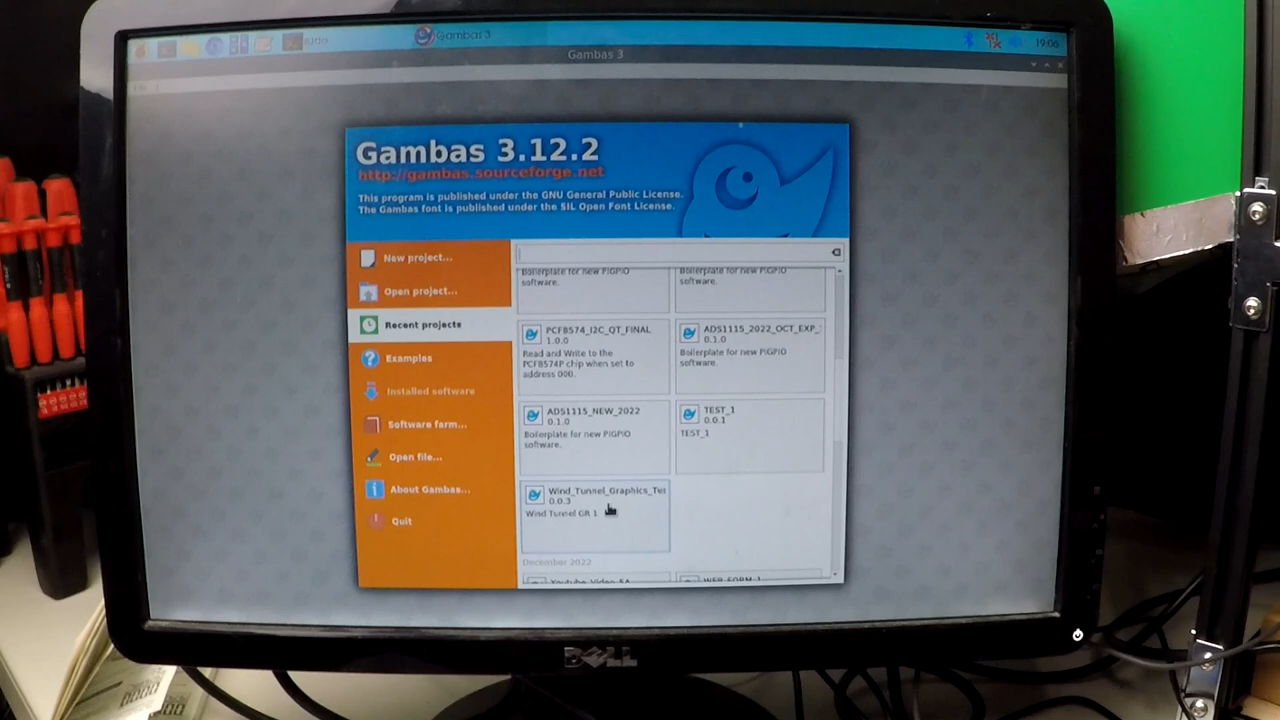 sudo
Gambas 3
19:06
Gambas 3
Gambas 3.12.2
http://gambas.sourceforge.net
This program is published under the GNU General Public License.
The Gambas font is published under the SIL Open Font License.
New project...
Open project...
Recent projects
Examples
Installed software
Software farm...
Open file...
About Gambas...
Quit
Boilerplate for new PIGPIO
software.
Boilerplate for new PIGPIO
software.
PCF8574_I2C_QT_FINAL
1.0.0
Read and Write to the
PCF8574P chip when set to
address 000.
ADS1115_2022_OCT_EXP_
0.1.0
Boilerplate for new PIGPIO
software.
ADS1115_NEW_2022
0.1.0
Boilerplate for new PIGPIO
software.
TEST_1
0.0.1
TEST_1
Wind_Tunnel_Graphics_Tes
0.0.3
Wind Tunnel GR 1
December 2022
Youtube_Video_5A
WEB_FORM_1
DELL